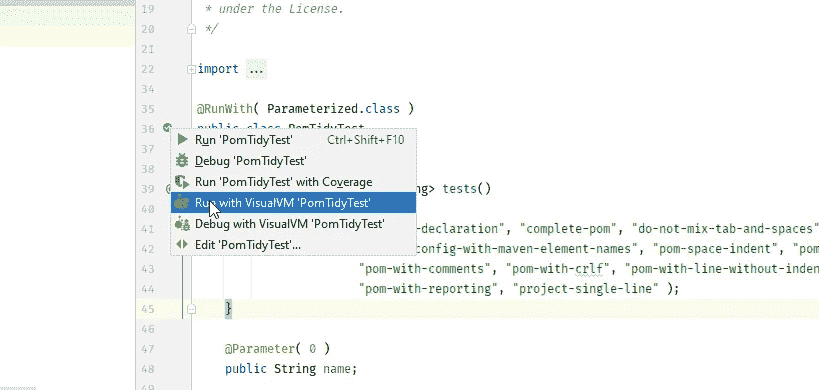 19 * under the License.
20 */
21
22 import ...
34
35 @RunWith( Parameterized.class )
36 public class PomTidyTest
Run 'PomTidyTest' Ctrl+Shift+F10
Debug 'PomTidyTest'
Run 'PomTidyTest' with Coverage
39 > tests()
Run with VisualVM 'PomTidyTest'
40
41 -declaration", "complete-pom", "do-not-mix-tab-and-spaces"
Debug with VisualVM 'PomTidyTest'
42 config-with-maven-element-names", "pom-space-indent", "pom
Edit 'PomTidyTest'...
43 "pom-with-comments", "pom-with-crlf", "pom-with-line-without-inden
44 "pom-with-reporting", "project-single-line" );
45 }
46
47 @Parameter( 0 )
48 public String name;
49